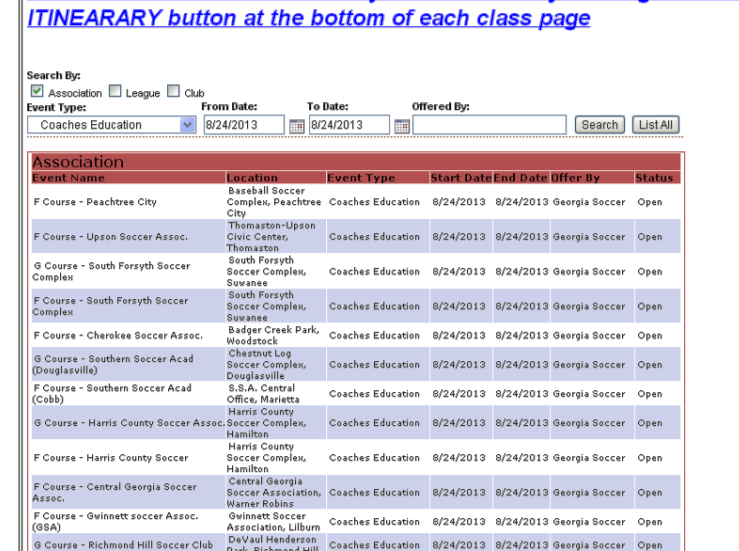 ITINEARARY button at the bottom of each class page
Search By:
Association League Club
Event Type: From Date: To Date: Offered By:
Coaches Education 8/24/2013 8/24/2013 Search List All
Association
Event Name Location Event Type Start Date End Date Offer By Status
F Course - Peachtree City Baseball Soccer Complex, Peachtree City Coaches Education 8/24/2013 8/24/2013 Georgia Soccer Open
F Course - Upson Soccer Assoc. Thomaston-Upson Civic Center, Thomaston Coaches Education 8/24/2013 8/24/2013 Georgia Soccer Open
G Course - South Forsyth Soccer Complex South Forsyth Soccer Complex, Suwanee Coaches Education 8/24/2013 8/24/2013 Georgia Soccer Open
F Course - South Forsyth Soccer Complex South Forsyth Soccer Complex, Suwanee Coaches Education 8/24/2013 8/24/2013 Georgia Soccer Open
F Course - Cherokee Soccer Assoc. Badger Creek Park, Woodstock Coaches Education 8/24/2013 8/24/2013 Georgia Soccer Open
G Course - Southern Soccer Acad (Douglasville) Chestnut Log Soccer Complex, Douglasville Coaches Education 8/24/2013 8/24/2013 Georgia Soccer Open
F Course - Southern Soccer Acad (Cobb) S.S.A. Central Office, Marietta Coaches Education 8/24/2013 8/24/2013 Georgia Soccer Open
G Course - Harris County Soccer Assoc. Harris County Soccer Complex, Hamilton Coaches Education 8/24/2013 8/24/2013 Georgia Soccer Open
F Course - Harris County Soccer Harris County Soccer Complex, Hamilton Coaches Education 8/24/2013 8/24/2013 Georgia Soccer Open
F Course - Central Georgia Soccer Assoc. Central Georgia Soccer Association, Warner Robins Coaches Education 8/24/2013 8/24/2013 Georgia Soccer Open
F Course - Gwinnett soccer Assoc. (GSA) Gwinnett Soccer Association, Lilburn Coaches Education 8/24/2013 8/24/2013 Georgia Soccer Open
G Course - Richmond Hill Soccer Club DeVaul Henderson Park, Richmond Hill Coaches Education 8/24/2013 8/24/2013 Georgia Soccer Open